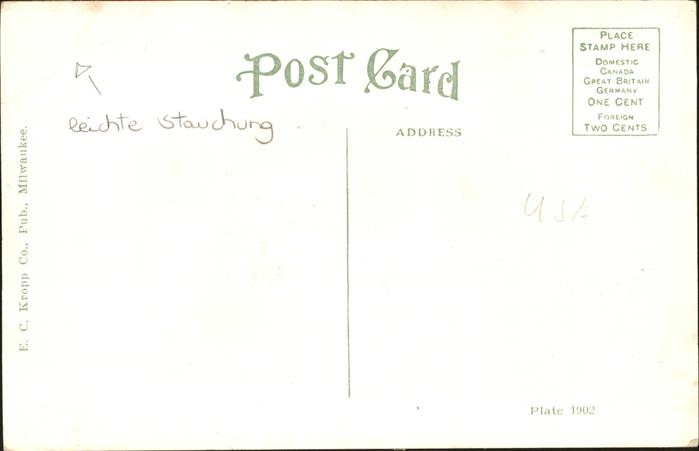 Post Card
PLACE
STAMP HERE
DOMESTIC
CANADA
GREAT BRITAIN
GERMANY
ONE CENT
FOREIGN
TWO CENTS
leichte Stauchung
ADDRESS
USA
E. C. Kropp Co., Pub., Milwaukee.
Plate 1902